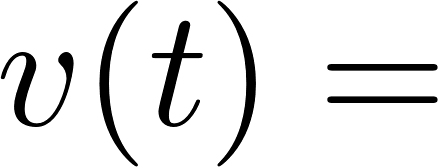 v(t) =